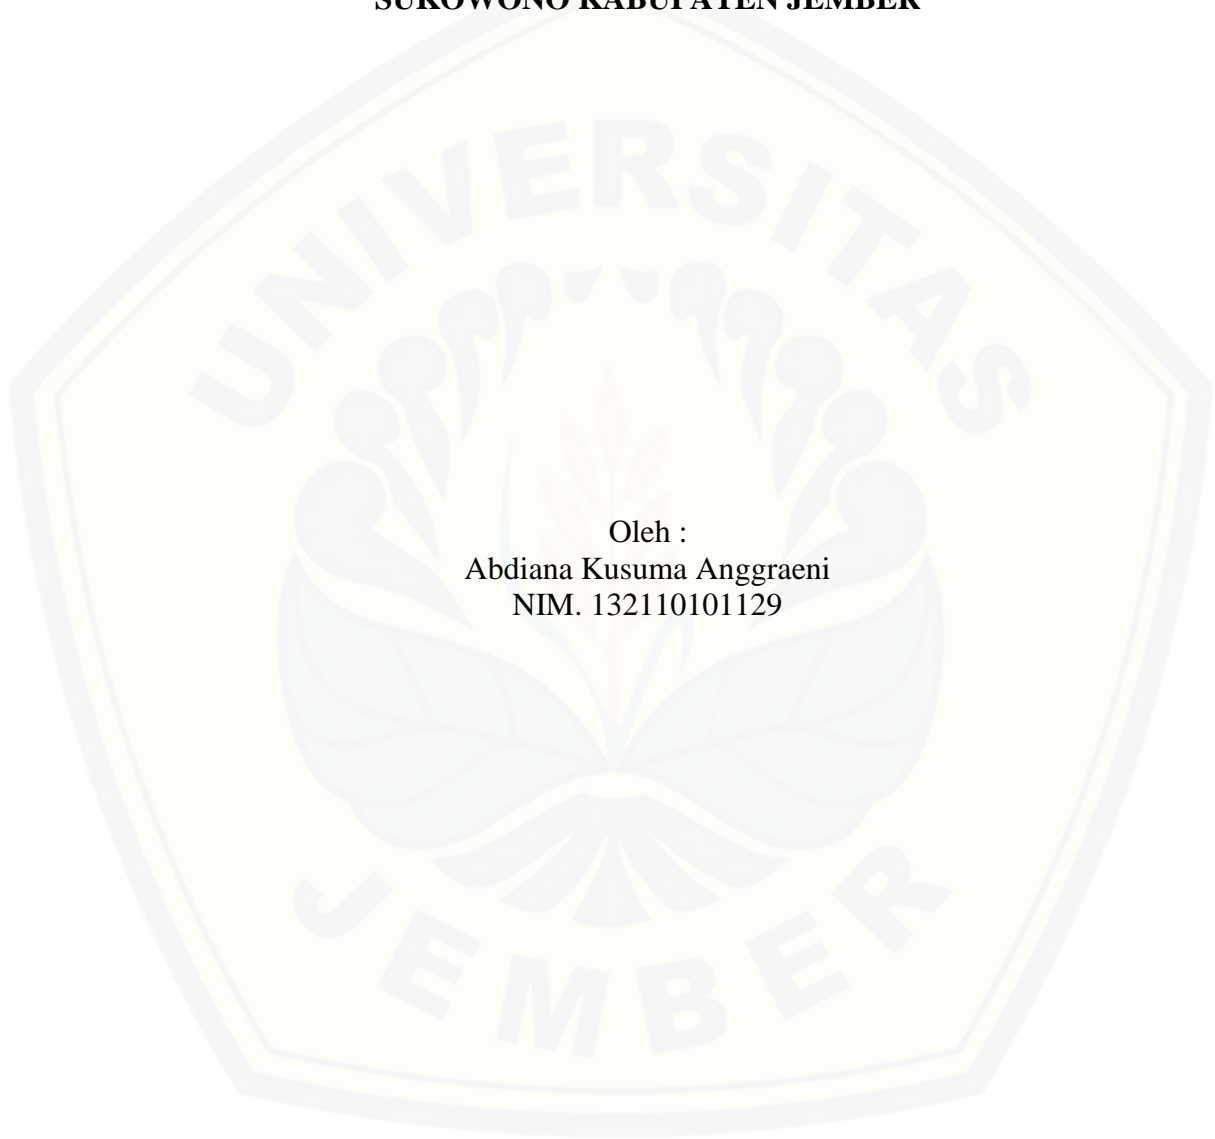 SUKOWONO KABUPATEN JEMBER
UNIVERSITAS
Oleh :
Abdiana Kusuma Anggraeni
NIM. 132110101129
JEMBER